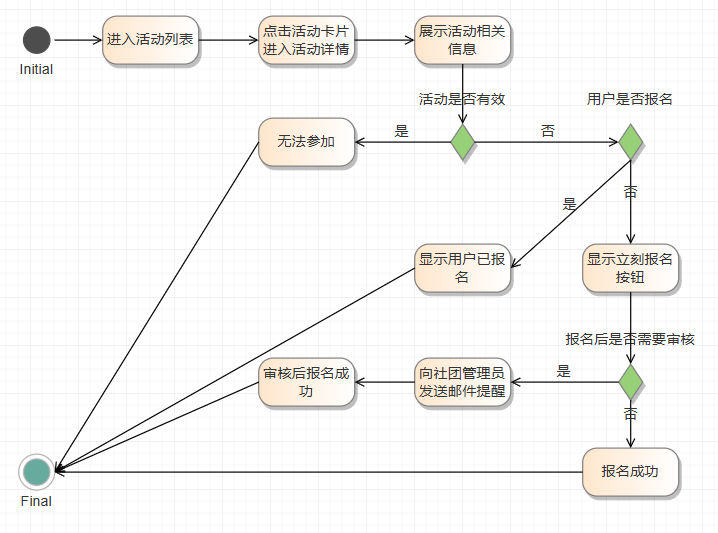 Initial
进入活动列表
点击活动卡片
进入活动详情
展示活动相关
信息
活动是否有效
用户是否报名
无法参加
是
否
是
否
显示用户已报
名
显示立刻报名
按钮
报名后是否需要审核
审核后报名成
功
向社团管理员
发送邮件提醒
是
否
报名成功
Final